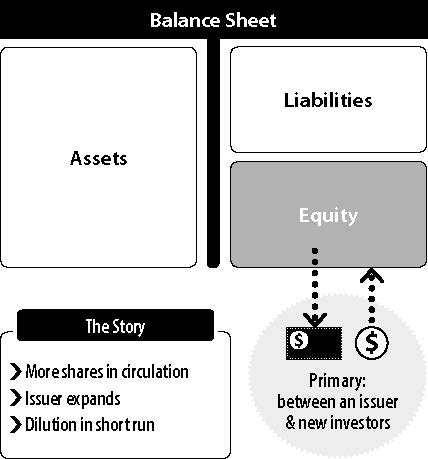 Balance Sheet
Assets
Liabilities
Equity
The Story
❯ More shares in circulation
❯ Issuer expands
❯ Dilution in short run
$
$
Primary:
between an issuer
& new investors